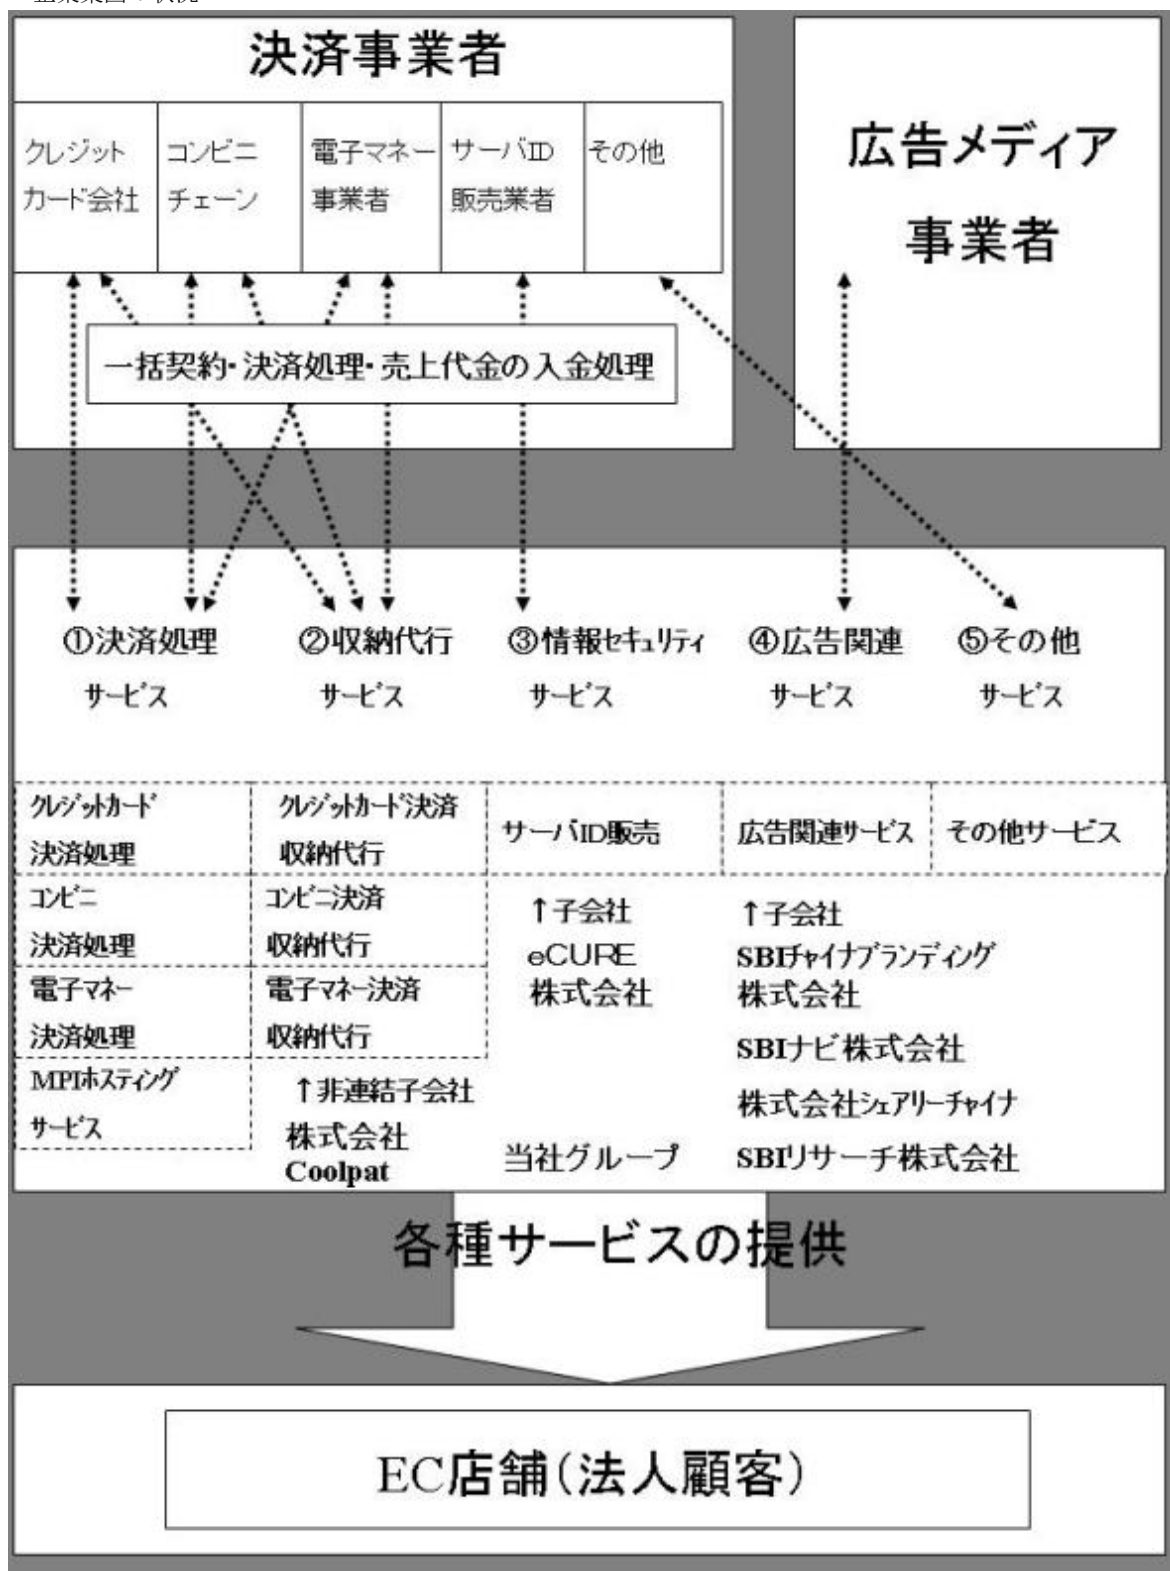 決済事業者
クレジット
カード会社
コンビニ
チェーン
電子マネー
事業者
サーバID
販売業者
その他
広告メディア
事業者
一括契約・決済処理・売上代金の入金処理
①決済処理
サービス
②収納代行
サービス
③情報セキュリティ
サービス
④広告関連
サービス
⑤その他
サービス
クレジットカード
決済処理
クレジットカード決済
収納代行
サーバID販売
広告関連サービス
その他サービス
コンビニ
決済処理
コンビニ決済
収納代行
電子マネー
決済処理
電子マネー決済
収納代行
MPIホスティング
サービス
↑非連結子会社
株式会社
Coolpat
↑子会社
eCURE
株式会社
当社グループ
↑子会社
SBIチャイナブランディング
株式会社
SBIナビ株式会社
株式会社シェアリーチャイナ
SBIリサーチ株式会社
各種サービスの提供
EC店舗(法人顧客)